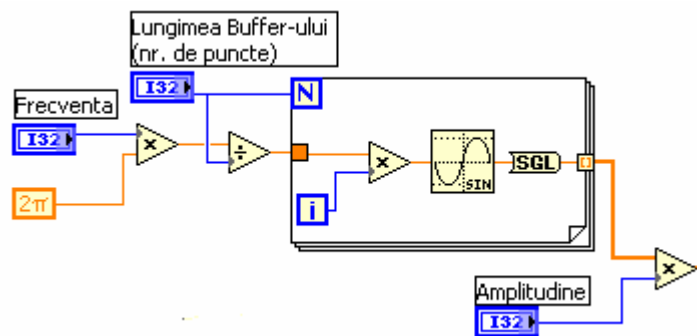 Lungimea Buffer-ului
(nr. de puncte)
I32
N
Frecventa
I32
×
÷
×
SIN
SGL
2π
i
×
Amplitudine
I32